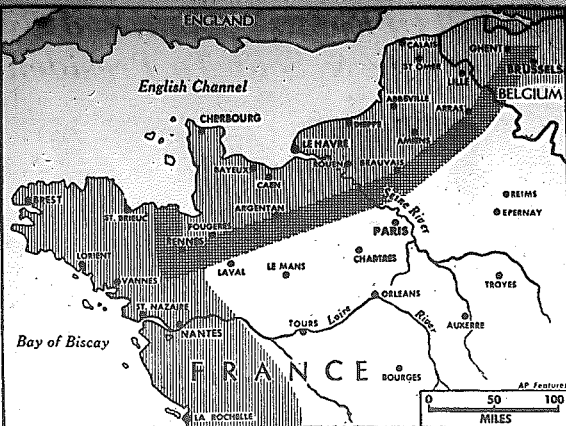 ENGLAND
English Channel
CALAIS
GHENT
ST OMER
BRUSSELS
LILLE
BELGIUM
ABBEVILLE
ARRAS
CHERBOURG
DIEPPE
LE HAVRE
AMIENS
ROUEN
BEAUVAIS
BAYEUX
CAEN
REIMS
Seine River
EPERNAY
BREST
ST. BRIEUC
ARGENTAN
PARIS
FOUGERES
RENNES
CHARTRES
LORIENT
LAVAL
LE MANS
TROYES
VANNES
ORLEANS
ST. NAZAIRE
Loire River
AUXERRE
NANTES
TOURS
Bay of Biscay
FRANCE
BOURGES
AP Features
LA ROCHELLE
0 50 100
MILES